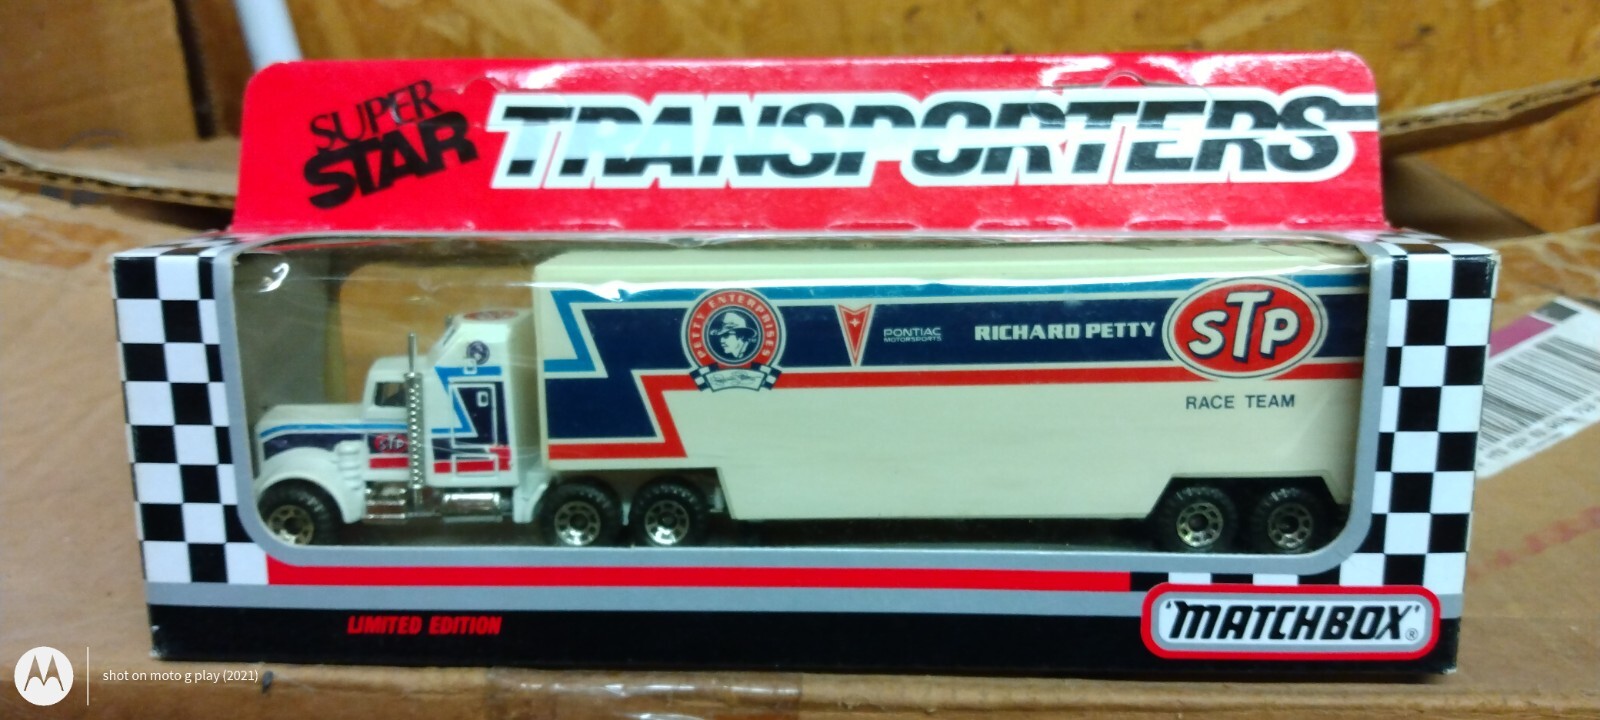 SUPER
STAR
TRANSPORTERS
PETTY ENTERPRISES
PONTIAC
MOTORSPORTS
RICHARD PETTY
STP
RACE TEAM
STP
LIMITED EDITION
'MATCHBOX'®
shot on moto g play (2021)